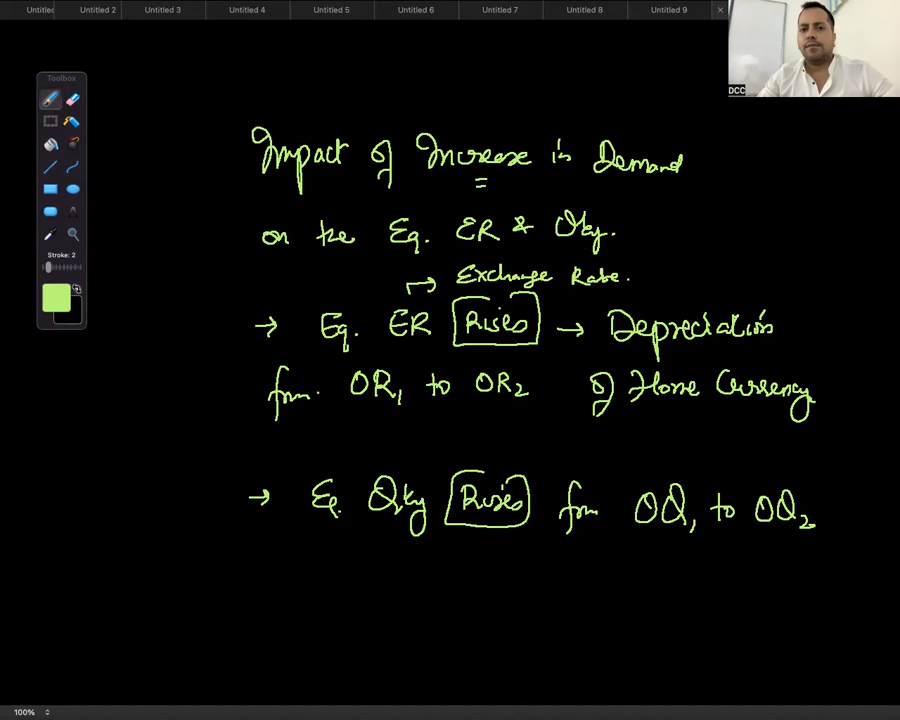 Untitled Untitled 2 Untitled 3 Untitled 4 Untitled 5 Untitled 6 Untitled 7 Untitled 8 Untitled 9
DCC
Toolbox
Stroke: 2
Impact of Increase in Demand
on the Eq. ER & Qty.
→ Exchange Rate.
→ Eq. ER Rises → Depreciation
from. OR1 to OR2 of Home Currency
→ Eq. Qty Rises from OQ1 to OQ2
100%